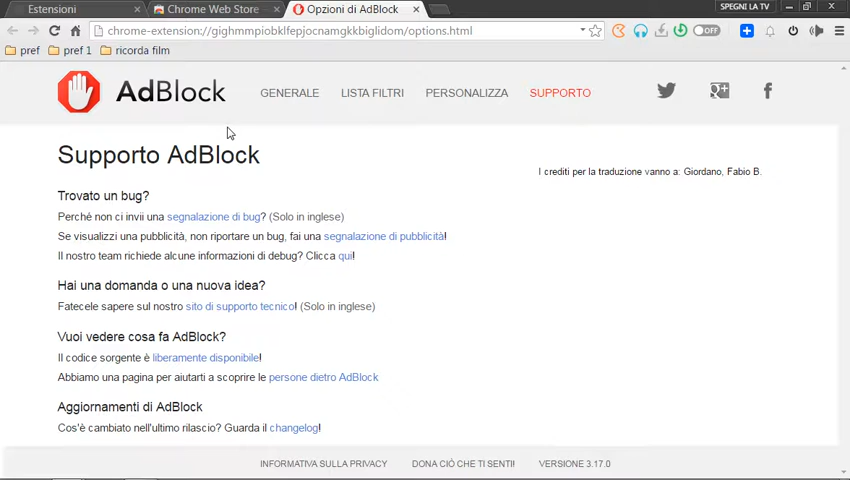 Estensioni
Chrome Web Store
Opzioni di AdBlock
SPEGNI LA TV
chrome-extension://gighmmpiobklfepjocnamgkkbiglidom/options.html
OFF
pref
pref 1
ricorda film
AdBlock
GENERALE
LISTA FILTRI
PERSONALIZZA
SUPPORTO
Supporto AdBlock
I crediti per la traduzione vanno a: Giordano, Fabio B.
Trovato un bug?
Perché non ci invii una segnalazione di bug? (Solo in inglese)
Se visualizzi una pubblicità, non riportare un bug, fai una segnalazione di pubblicità!
Il nostro team richiede alcune informazioni di debug? Clicca qui!
Hai una domanda o una nuova idea?
Fatecele sapere sul nostro sito di supporto tecnico! (Solo in inglese)
Vuoi vedere cosa fa AdBlock?
Il codice sorgente è liberamente disponibile!
Abbiamo una pagina per aiutarti a scoprire le persone dietro AdBlock
Aggiornamenti di AdBlock
Cos'è cambiato nell'ultimo rilascio? Guarda il changelog!
INFORMATIVA SULLA PRIVACY
DONA CIÒ CHE TI SENTI!
VERSIONE 3.17.0